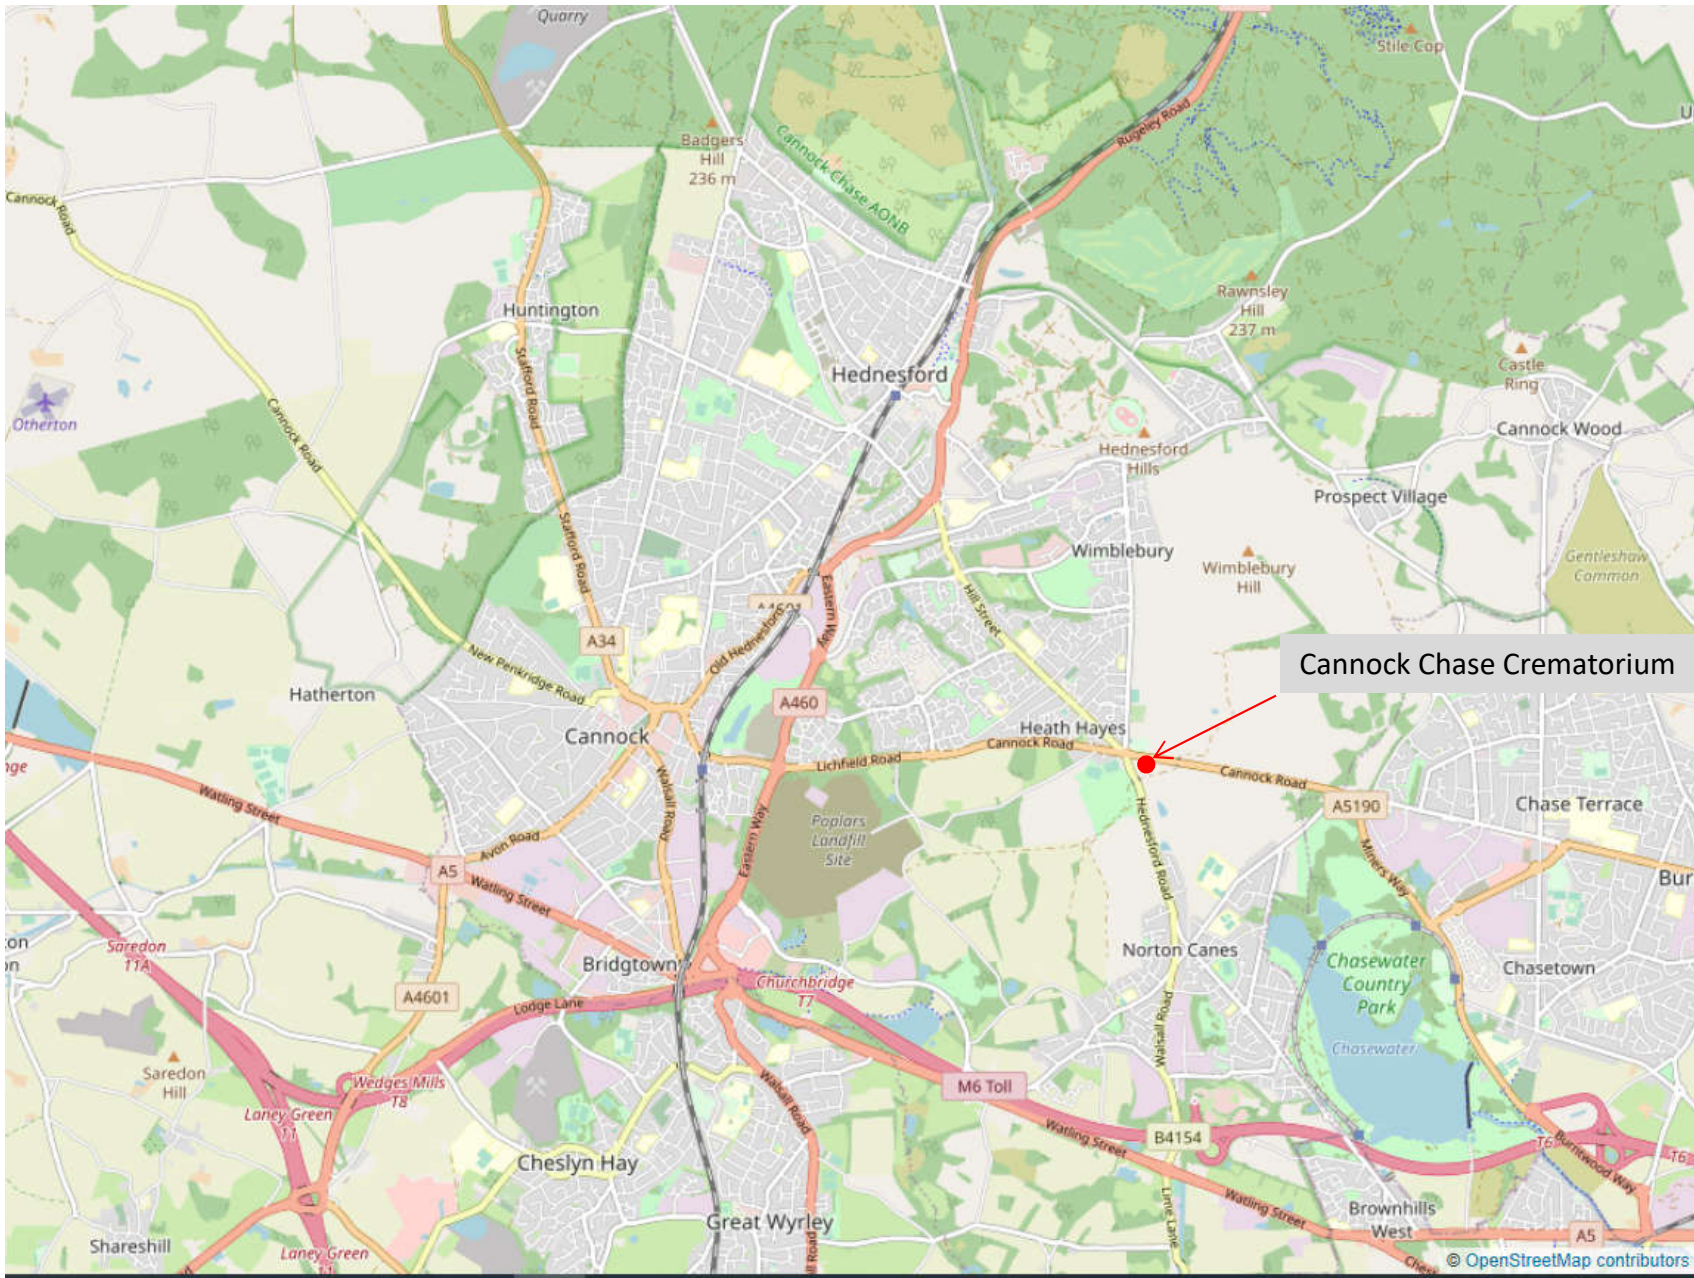 Quarry
Stile Cop
Rugeley Road
Badgers
Hill
236 m
Cannock Chase AONB
Cannock Road
Rawnsley
Hill
237 m
Huntington
Stafford Road
Castle
Ring
Hednesford
Otherton
Cannock Road
Cannock Wood
Hednesford
Hills
Prospect Village
Stafford Road
Wimblebury
Wimblebury
Hill
Gentleshaw
Common
Eastern Way
Hill Street
A4601
A34
Old Hednesford
New Penkridge Road
Cannock Chase Crematorium
Hatherton
A460
Cannock
Heath Hayes
Cannock Road
Lichfield Road
Cannock Road
Watling Street
Walsall Road
A5190
Chase Terrace
Hednesford Road
Poplars
Landfill
Site
Eastern Way
Avon Road
Miners Way
A5
Watling Street
Bur
Saredon
11A
Norton Canes
Bridgtown
Chasewater
Country
Park
Chasetown
Churchbridge
T7
A4601
Lodge Lane
Walsall Road
Chasewater
Saredon
Hill
Wedges Mills
T8
M6 Toll
Walsall Road
Laney Green
11
Watling Street
B4154
T6
T6
Burntwood Way
Cheslyn Hay
Lime Lane
Watling Street
Brownhills
West
Great Wyrley
A5
Shareshill
Laney Green
© OpenStreetMap contributors